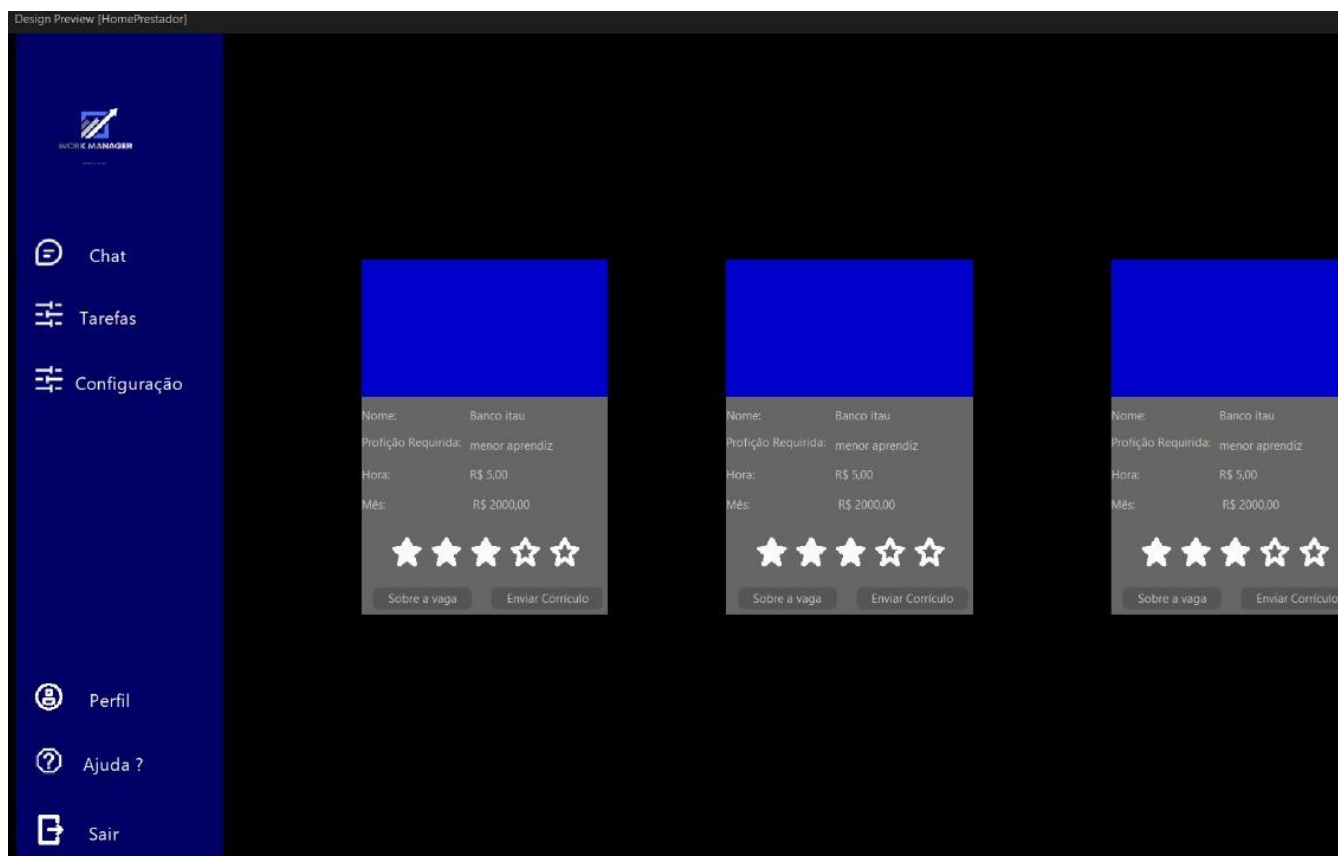 Design Preview [HomePrestador]
WORK MANAGER
Chat
Tarefas
Configuração
Nome: Banco itau
Profição Requirida: menor aprendiz
Hora: R$ 5,00
Mês: R$ 2000,00
Sobre a vaga Enviar Corrículo
Nome: Banco itau
Profição Requirida: menor aprendiz
Hora: R$ 5,00
Mês: R$ 2000,00
Sobre a vaga Enviar Corrículo
Nome: Banco itau
Profição Requirida: menor aprendiz
Hora: R$ 5,00
Mês: R$ 2000,00
Sobre a vaga Enviar Corrículo
Perfil
Ajuda ?
Sair